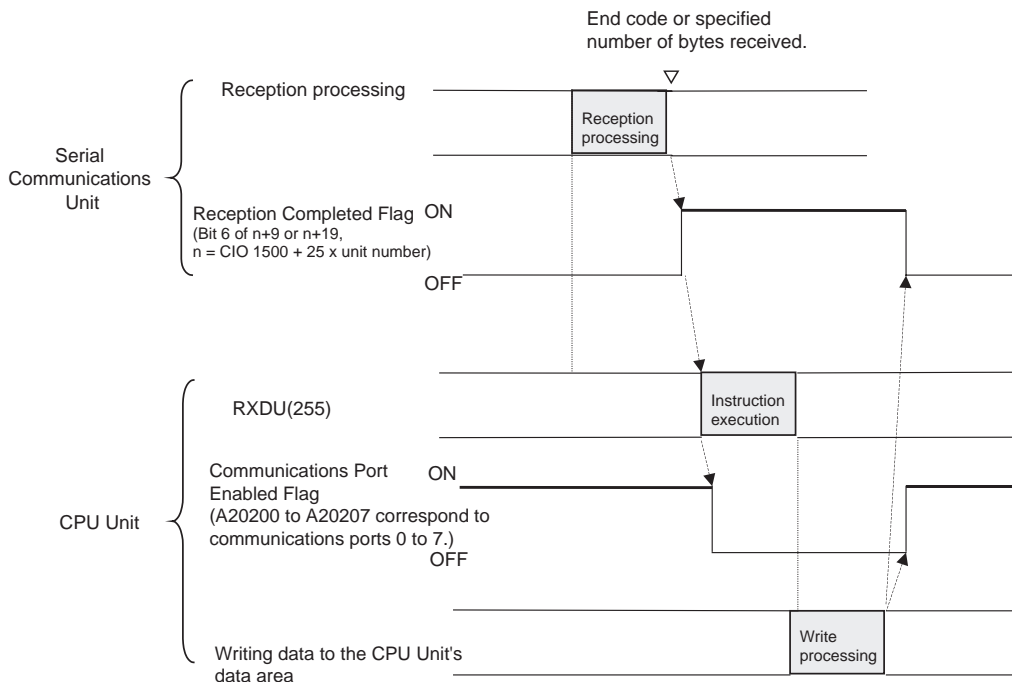 End code or specified
number of bytes received.
Reception processing
Reception
processing
Serial
Communications
Unit
Reception Completed Flag
(Bit 6 of n+9 or n+19,
n = CIO 1500 + 25 x unit number)
ON
OFF
RXDU(255)
Instruction
execution
CPU Unit
Communications Port
Enabled Flag
(A20200 to A20207 correspond to
communications ports 0 to 7.)
ON
OFF
Writing data to the CPU Unit's
data area
Write
processing